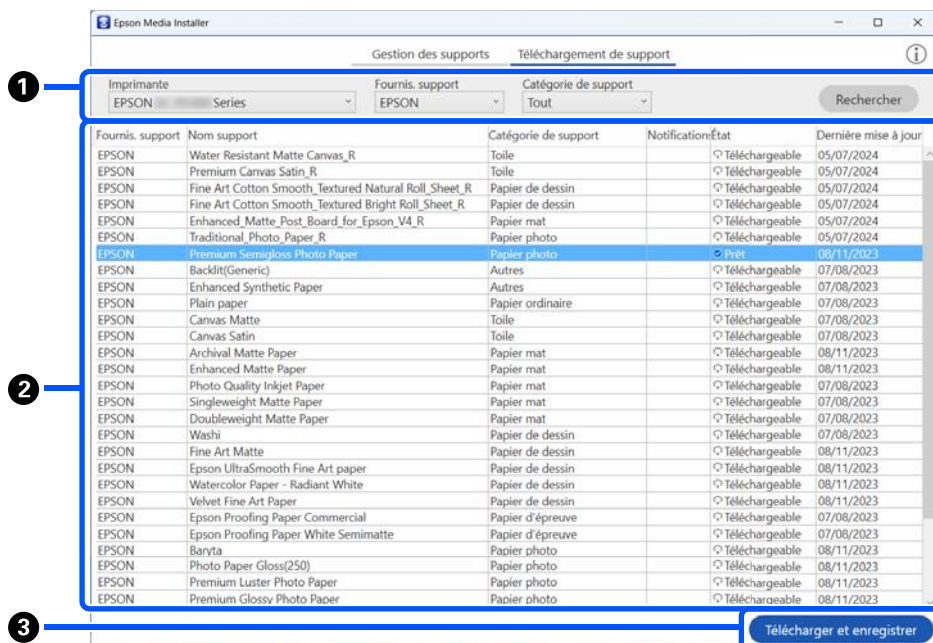 Epson Media Installer
Gestion des supports Téléchargement de support
1
Imprimante Fournis. support Catégorie de support
EPSON Series EPSON Tout Rechercher
2
Fournis. support Nom support Catégorie de support Notification État Dernière mise à jour
EPSON Water Resistant Matte Canvas_R Toile Téléchargeable 05/07/2024
EPSON Premium Canvas Satin_R Toile Téléchargeable 05/07/2024
EPSON Fine Art Cotton Smooth_Textured Natural Roll_Sheet_R Papier de dessin Téléchargeable 05/07/2024
EPSON Fine Art Cotton Smooth_Textured Bright Roll_Sheet_R Papier de dessin Téléchargeable 05/07/2024
EPSON Enhanced_Matte_Post_Board_for_Epson_V4_R Papier mat Téléchargeable 05/07/2024
EPSON Traditional_Photo_Paper_R Papier photo Téléchargeable 05/07/2024
EPSON Premium Semigloss Photo Paper Papier photo Prêt 08/11/2023
EPSON Backlit(Generic) Autres Téléchargeable 07/08/2023
EPSON Enhanced Synthetic Paper Autres Téléchargeable 07/08/2023
EPSON Plain paper Papier ordinaire Téléchargeable 07/08/2023
EPSON Canvas Matte Toile Téléchargeable 07/08/2023
EPSON Canvas Satin Toile Téléchargeable 07/08/2023
EPSON Archival Matte Paper Papier mat Téléchargeable 08/11/2023
EPSON Enhanced Matte Paper Papier mat Téléchargeable 08/11/2023
EPSON Photo Quality Inkjet Paper Papier mat Téléchargeable 07/08/2023
EPSON Singleweight Matte Paper Papier mat Téléchargeable 07/08/2023
EPSON Doubleweight Matte Paper Papier mat Téléchargeable 07/08/2023
EPSON Washi Papier de dessin Téléchargeable 07/08/2023
EPSON Fine Art Matte Papier de dessin Téléchargeable 08/11/2023
EPSON Epson UltraSmooth Fine Art paper Papier de dessin Téléchargeable 08/11/2023
EPSON Watercolor Paper - Radiant White Papier de dessin Téléchargeable 08/11/2023
EPSON Velvet Fine Art Paper Papier de dessin Téléchargeable 08/11/2023
EPSON Epson Proofing Paper Commercial Papier d'épreuve Téléchargeable 07/08/2023
EPSON Epson Proofing Paper White Semimatte Papier d'épreuve Téléchargeable 07/08/2023
EPSON Baryta Papier photo Téléchargeable 08/11/2023
EPSON Photo Paper Gloss(250) Papier photo Téléchargeable 08/11/2023
EPSON Premium Luster Photo Paper Papier photo Téléchargeable 08/11/2023
EPSON Premium Glossy Photo Paper Papier photo Téléchargeable 08/11/2023
3
Télécharger et enregistrer